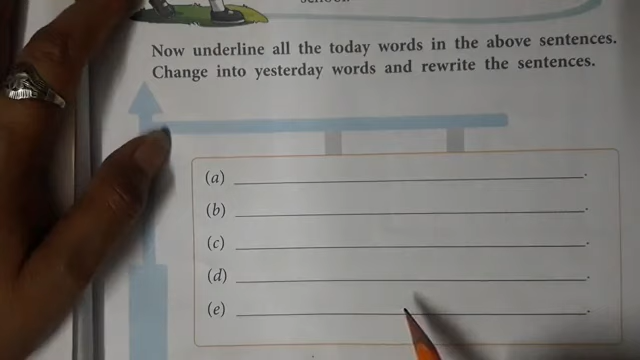 Now underline all the today words in the above sentences.
Change into yesterday words and rewrite the sentences.
(a) .
(b) .
(c) .
(d) .
(e) .